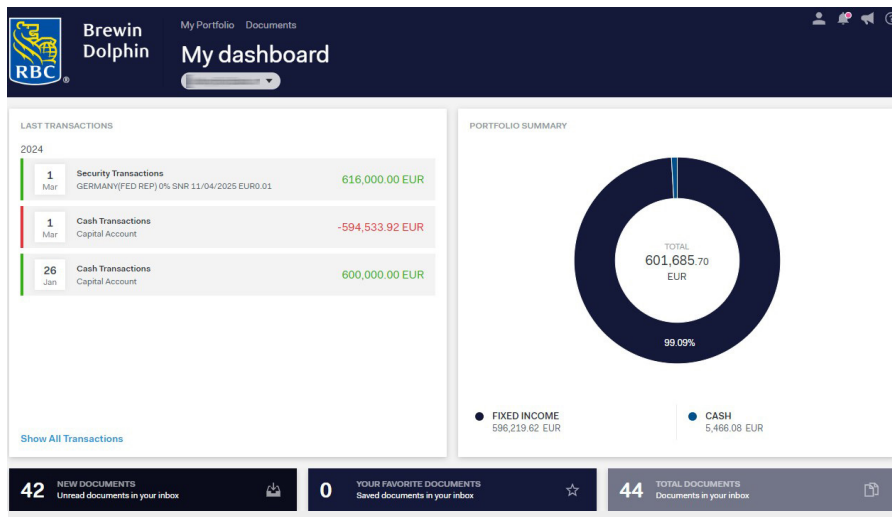 RBC
®
Brewin
Dolphin
My Portfolio Documents
My dashboard
LAST TRANSACTIONS
2024
1
Mar
Security Transactions
GERMANY(FED REP) 0% SNR 11/04/2025 EUR0.01
616,000.00 EUR
1
Mar
Cash Transactions
Capital Account
-594,533.92 EUR
26
Jan
Cash Transactions
Capital Account
600,000.00 EUR
Show All Transactions
PORTFOLIO SUMMARY
TOTAL
601,685.70
EUR
99.09%
FIXED INCOME
596,219.62 EUR
CASH
5,466.08 EUR
42
NEW DOCUMENTS
Unread documents in your inbox
0
YOUR FAVORITE DOCUMENTS
Saved documents in your inbox
44
TOTAL DOCUMENTS
Documents in your inbox